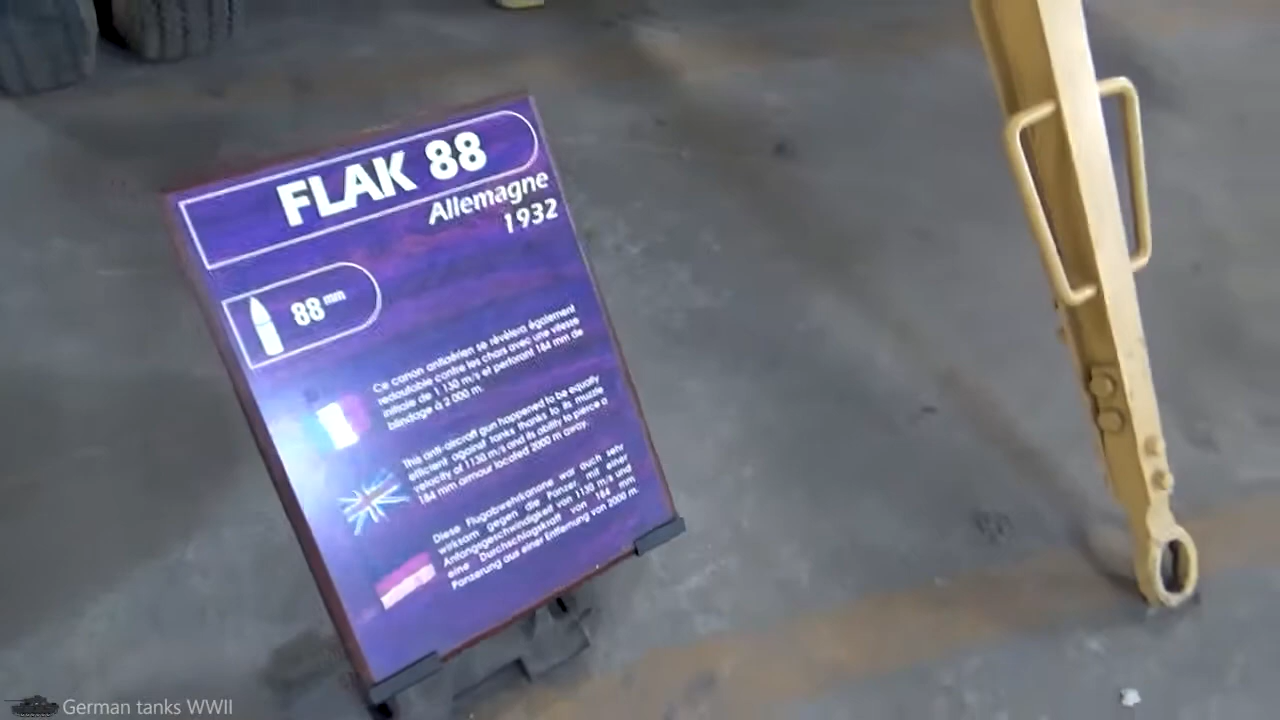 FLAK 88
Allemagne
1932
88 mm
Ce canon antiaérien se révélera également
redoutable contre les chars avec une vitesse
initiale de 1 130 m/s et perforant 184 mm de
blindage à 2 000 m.
This anti-aircraft gun happened to be equally
efficient against tanks thanks to its muzzle
velocity of 1130 m/s and its ability to pierce a
184 mm armour located 2000 m away.
Diese Flugabwehrkanone war auch sehr
wirksam gegen die Panzer, mit einer
Anfangsgeschwindigkeit von 1130 m/s und
eine Durchschlagskraft von 184 mm
Panzerung aus einer Entfernung von 2000 m.
German tanks WWII